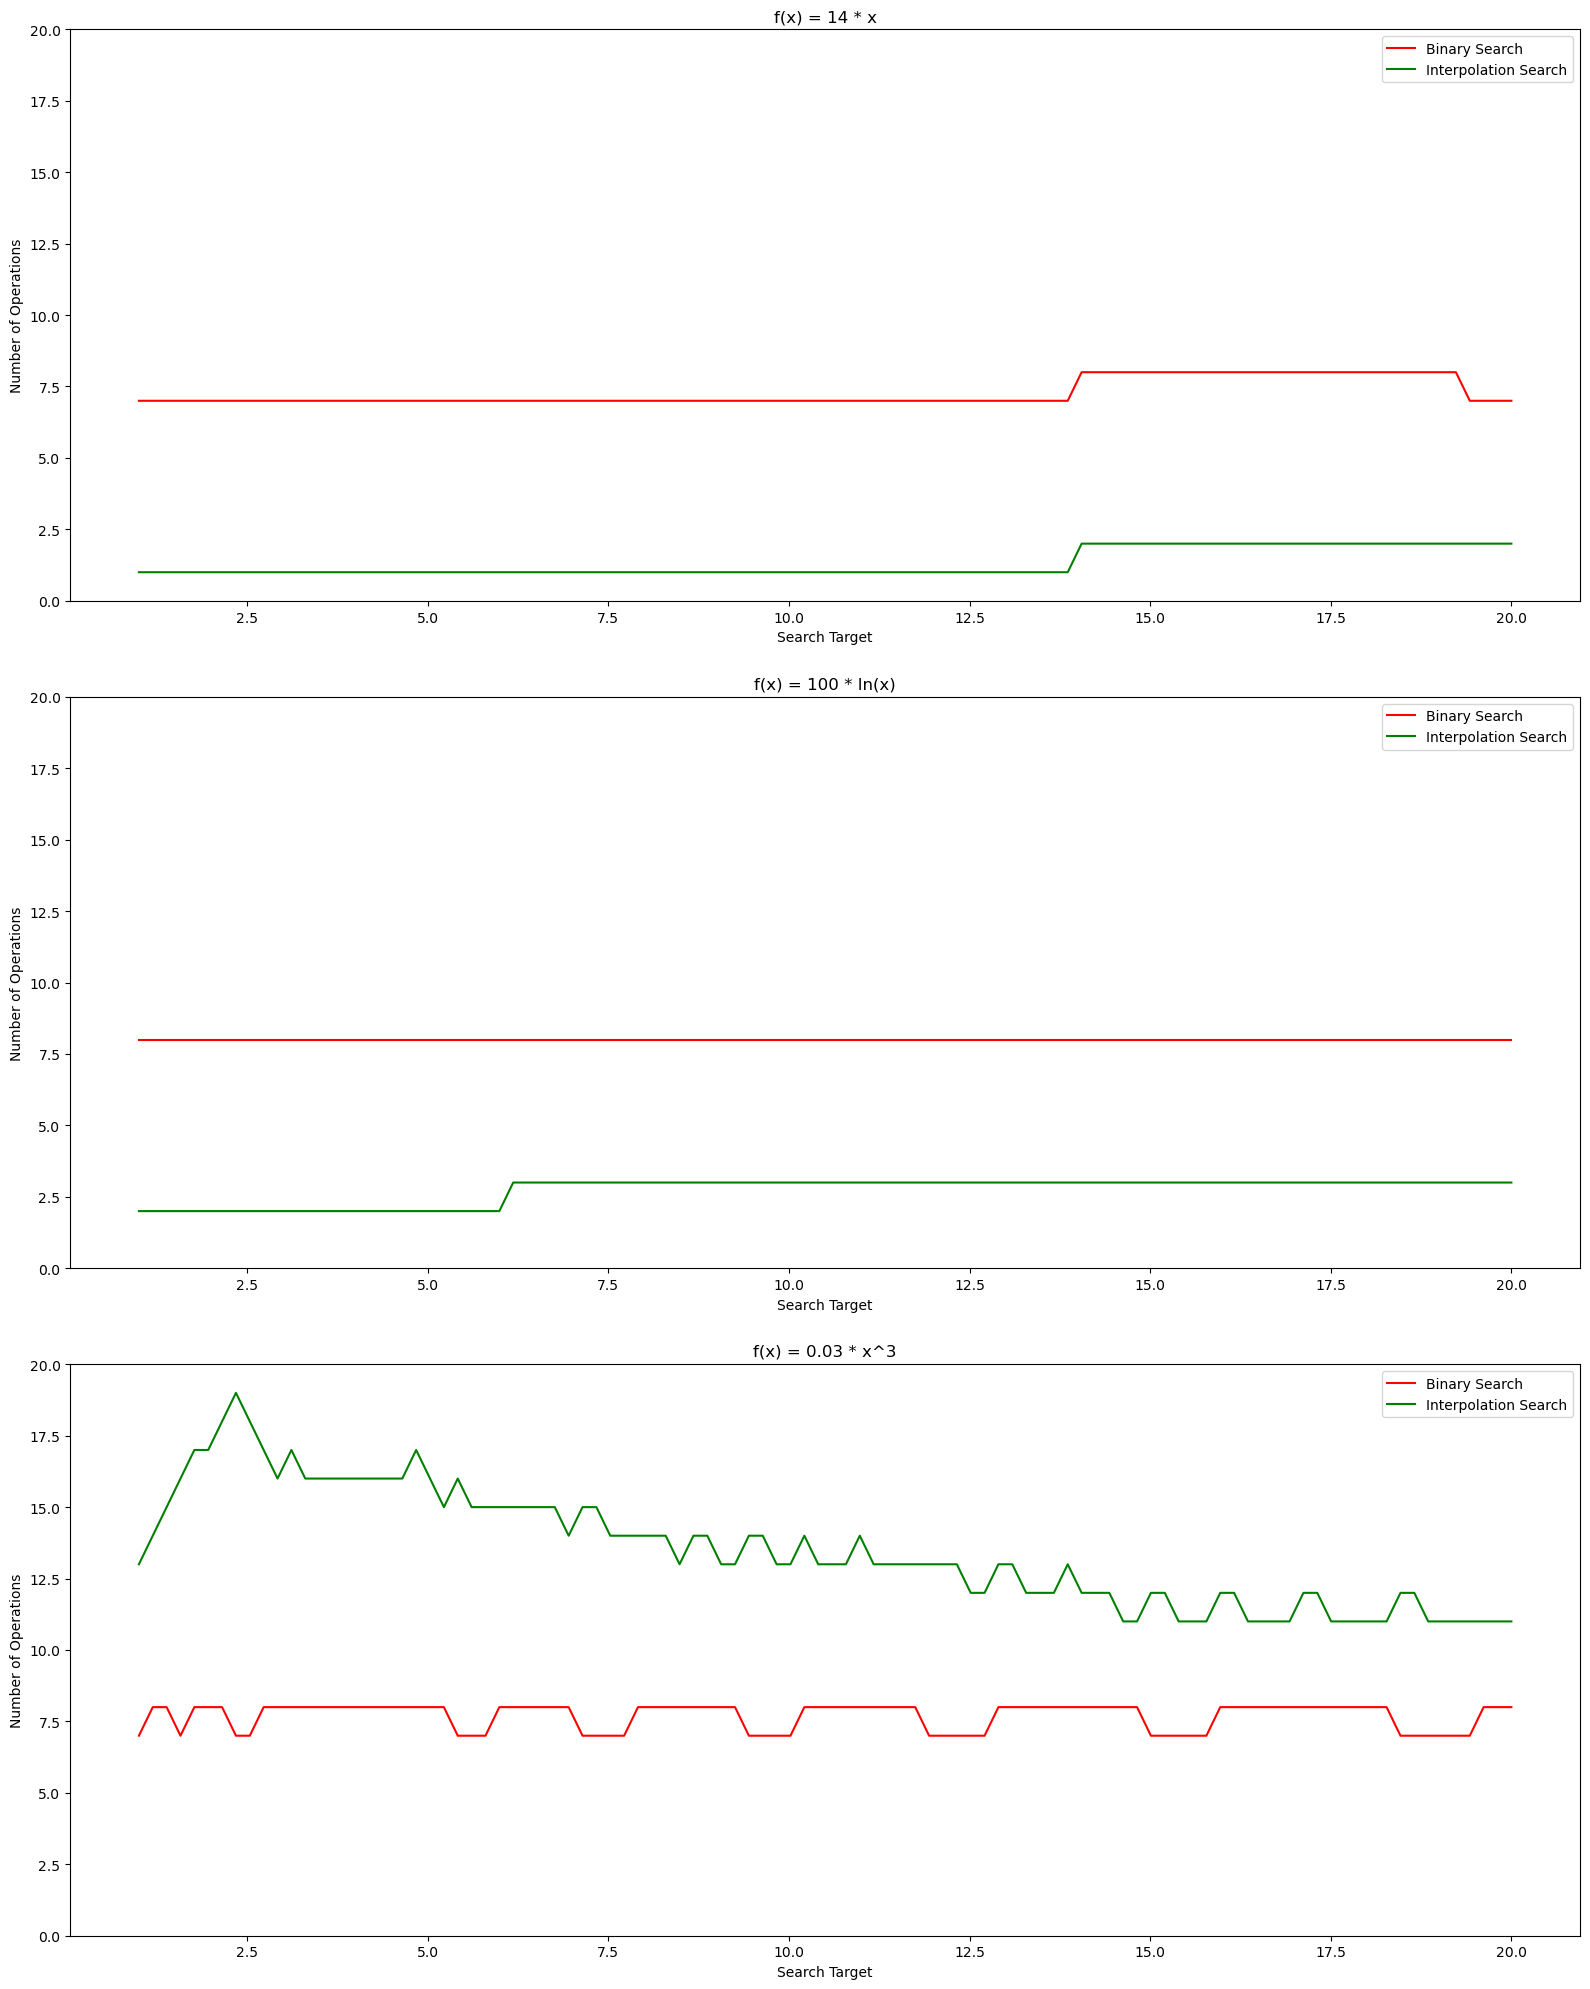 f(x) = 14 * x
20.0
17.5
15.0
12.5
10.0
7.5
5.0
2.5
0.0
Number of Operations
Binary Search
Interpolation Search
2.5 5.0 7.5 10.0 12.5 15.0 17.5 20.0
Search Target
f(x) = 100 * ln(x)
20.0
17.5
15.0
12.5
10.0
7.5
5.0
2.5
0.0
Number of Operations
Binary Search
Interpolation Search
2.5 5.0 7.5 10.0 12.5 15.0 17.5 20.0
Search Target
f(x) = 0.03 * x^3
20.0
17.5
15.0
12.5
10.0
7.5
5.0
2.5
0.0
Number of Operations
Binary Search
Interpolation Search
2.5 5.0 7.5 10.0 12.5 15.0 17.5 20.0
Search Target